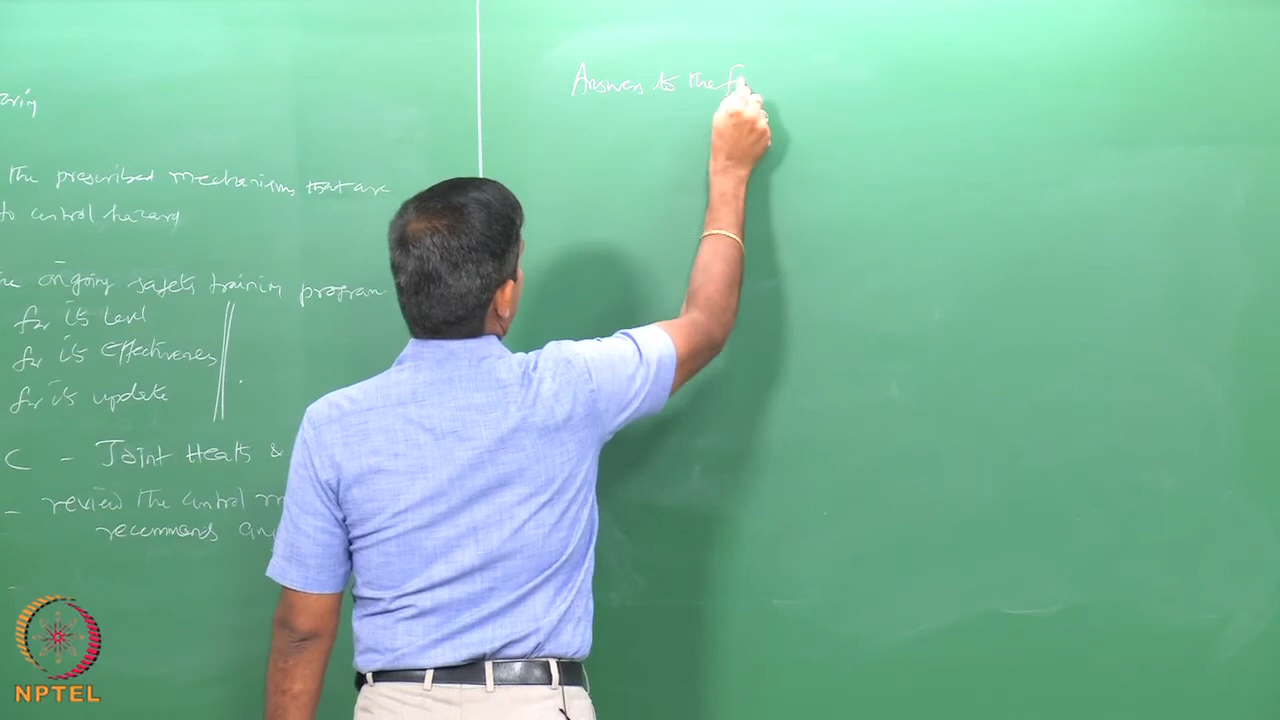 the prescribed mechanisms that are
to control hazard
ongoing safety training program
for its level
for its effectiveness
for its update
C - Joint Health &
- review the control
recommends
Answers to the f
NPTEL